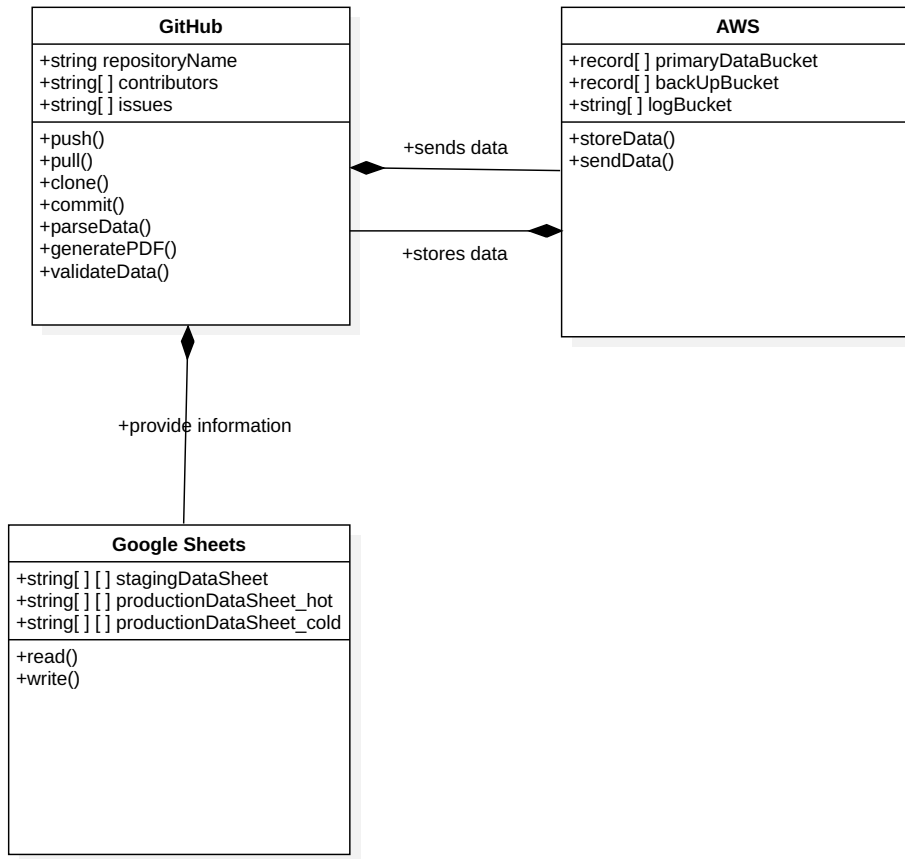 GitHub
+string repositoryName
+string[ ] contributors
+string[ ] issues
+push()
+pull()
+clone()
+commit()
+parseData()
+generatePDF()
+validateData()
+sends data
+stores data
AWS
+record[ ] primaryDataBucket
+record[ ] backUpBucket
+string[ ] logBucket
+storeData()
+sendData()
+provide information
Google Sheets
+string[ ] [ ] stagingDataSheet
+string[ ] [ ] productionDataSheet_hot
+string[ ] [ ] productionDataSheet_cold
+read()
+write()